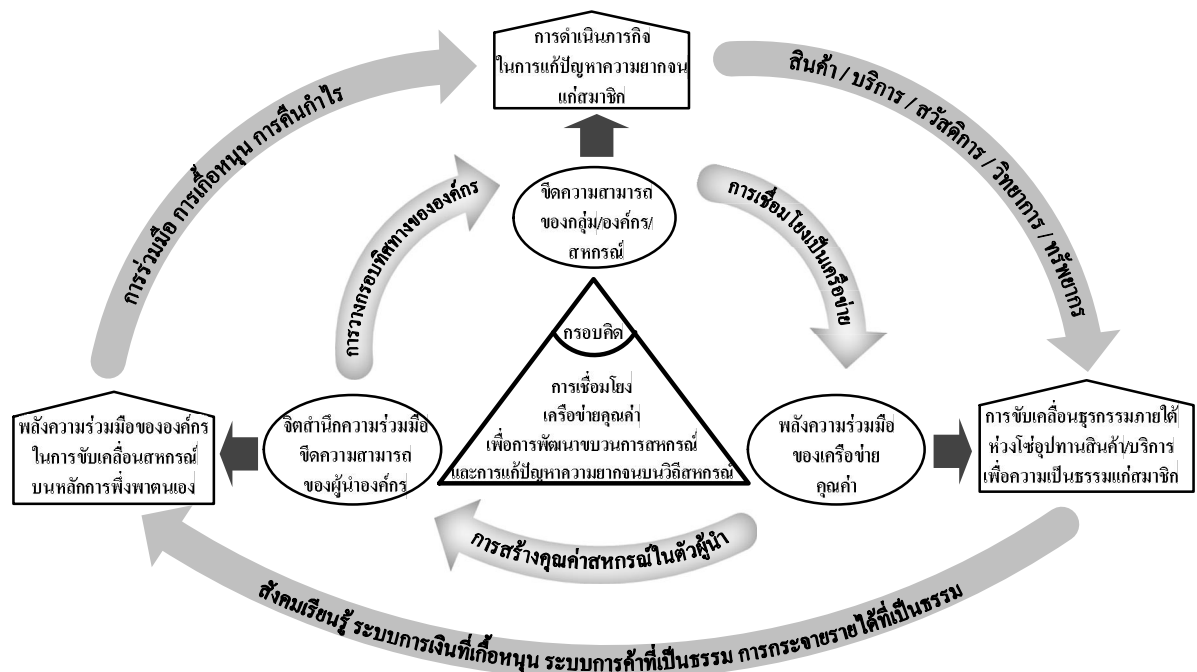 การดำเนินภารกิจ
ในการแก้ปัญหาความยากจน
แก่สมาชิก
สินค้า / บริการ / สวัสดิการ / วิทยาการ / ทรัพยากร
การร่วมมือ การเกื้อหนุน การคืนกำไร
ขีดความสามารถ
ของกลุ่ม/องค์กร/
สหกรณ์
การวางกรอบทิศทางขององค์กร
การเชื่อมโยงเป็นเครือข่าย
กรอบคิด
การเชื่อมโยง
เครือข่ายคุณค่า
เพื่อการพัฒนาขบวนการสหกรณ์
และการแก้ปัญหาความยากจนบนวิถีสหกรณ์
พลังความร่วมมือขององค์กร
ในการขับเคลื่อนสหกรณ์
บนหลักการพึ่งพาตนเอง
จิตสำนึกความร่วมมือ
ขีดความสามารถ
ของผู้นำองค์กร
พลังความร่วมมือ
ของเครือข่าย
คุณค่า
การขับเคลื่อนธุรกรรมภายใต้
ห่วงโซ่อุปทานสินค้า/บริการ
เพื่อความเป็นธรรมแก่สมาชิก
การสร้างคุณค่าสหกรณ์ในตัวผู้นำ
สังคมเรียนรู้ ระบบการเงินที่เกื้อหนุน ระบบการค้าที่เป็นธรรม การกระจายรายได้ที่เป็นธรรม